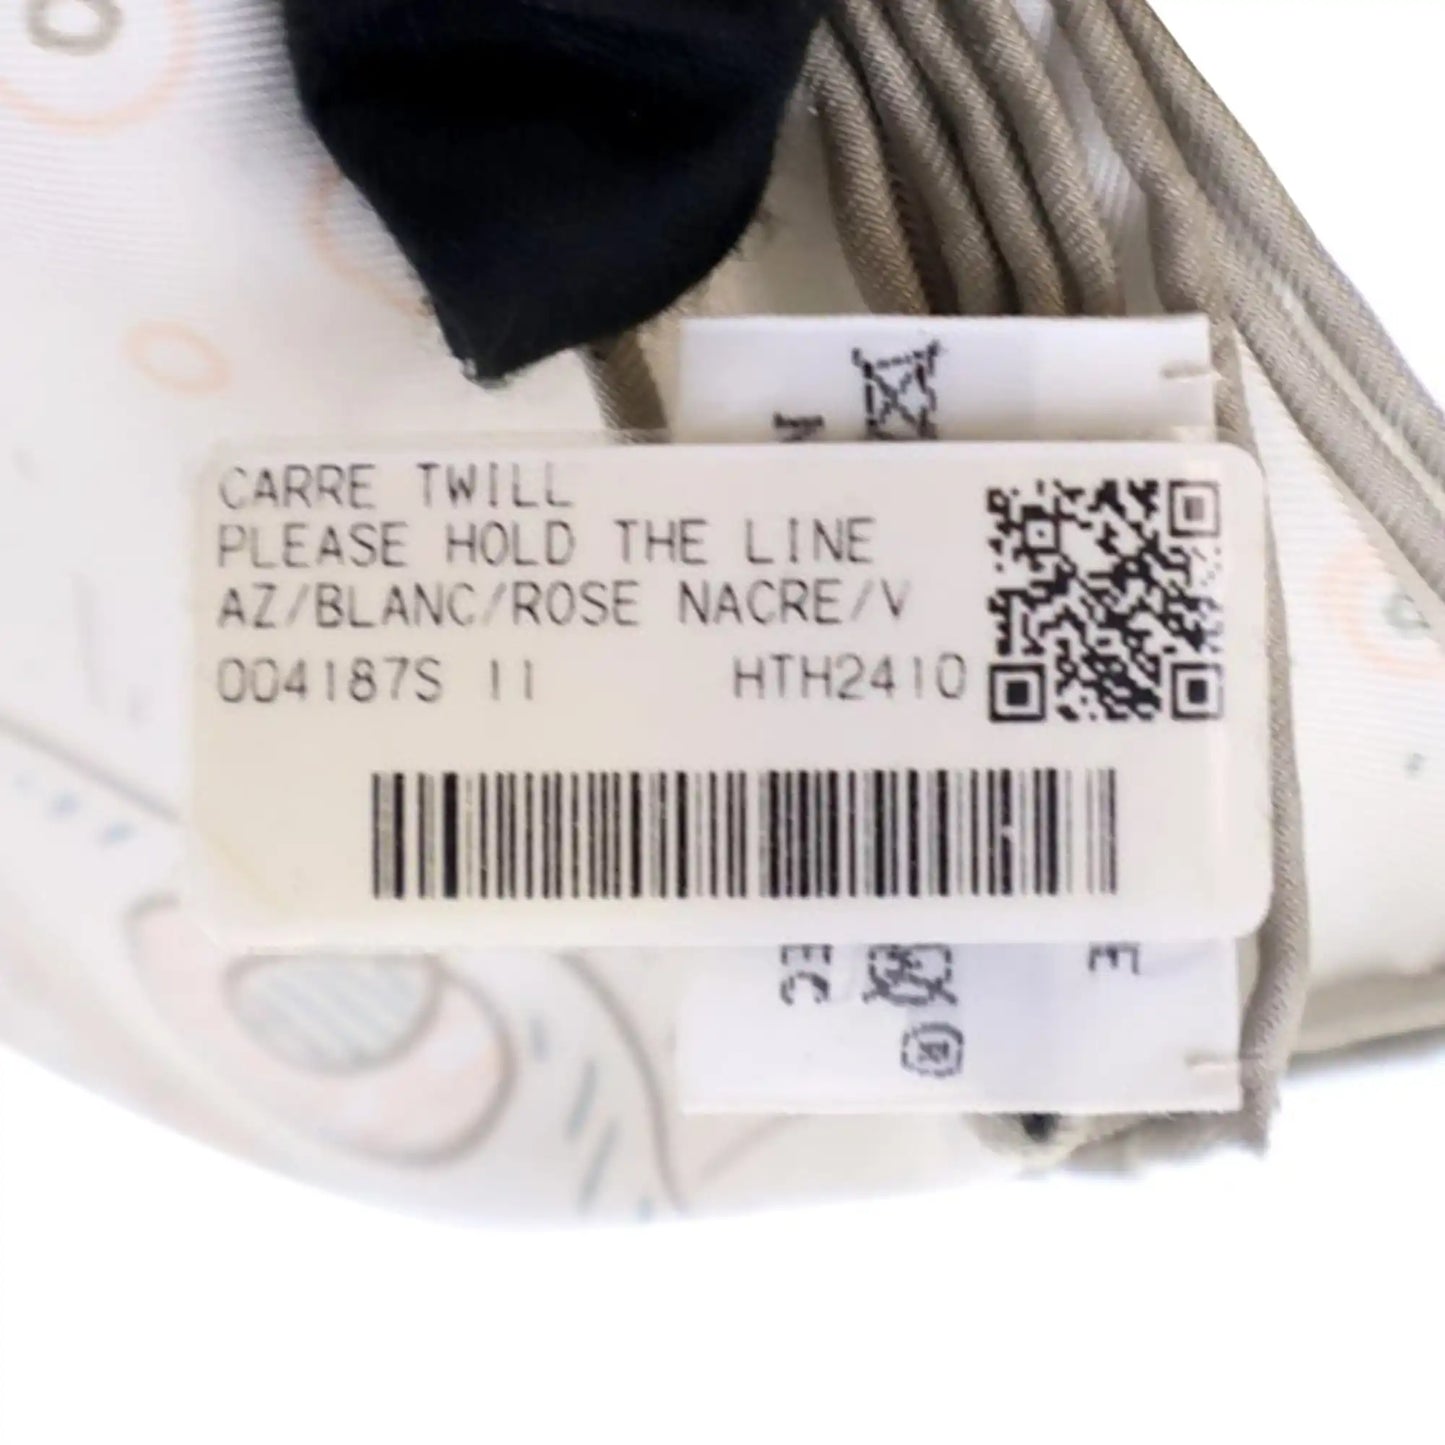 CARRE TWILL
PLEASE HOLD THE LINE
AZ/BLANC/ROSE NACRE/V
004187S 11 HTH2410